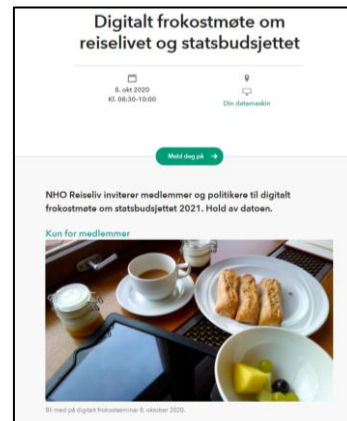 Digitalt frokostmøte om
reiselivet og statsbudsjettet
8. okt 2020
Kl. 08:30-10:00
Din datamaskin
Meld deg på →
NHO Reiseliv inviterer medlemmer og politikere til digitalt
frokostmøte om statsbudsjettet 2021. Hold av datoen.
Kun for medlemmer
Bli med på digitalt frokostseminar 8. oktober 2020.